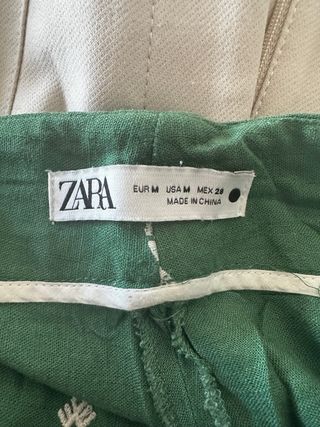 ZARA
EUR M USA M MEX 28
MADE IN CHINA